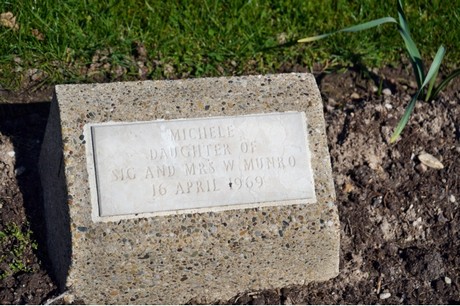 MICHELE
DAUGHTER OF
SIG AND MRS W MUNRO
16 APRIL 1969